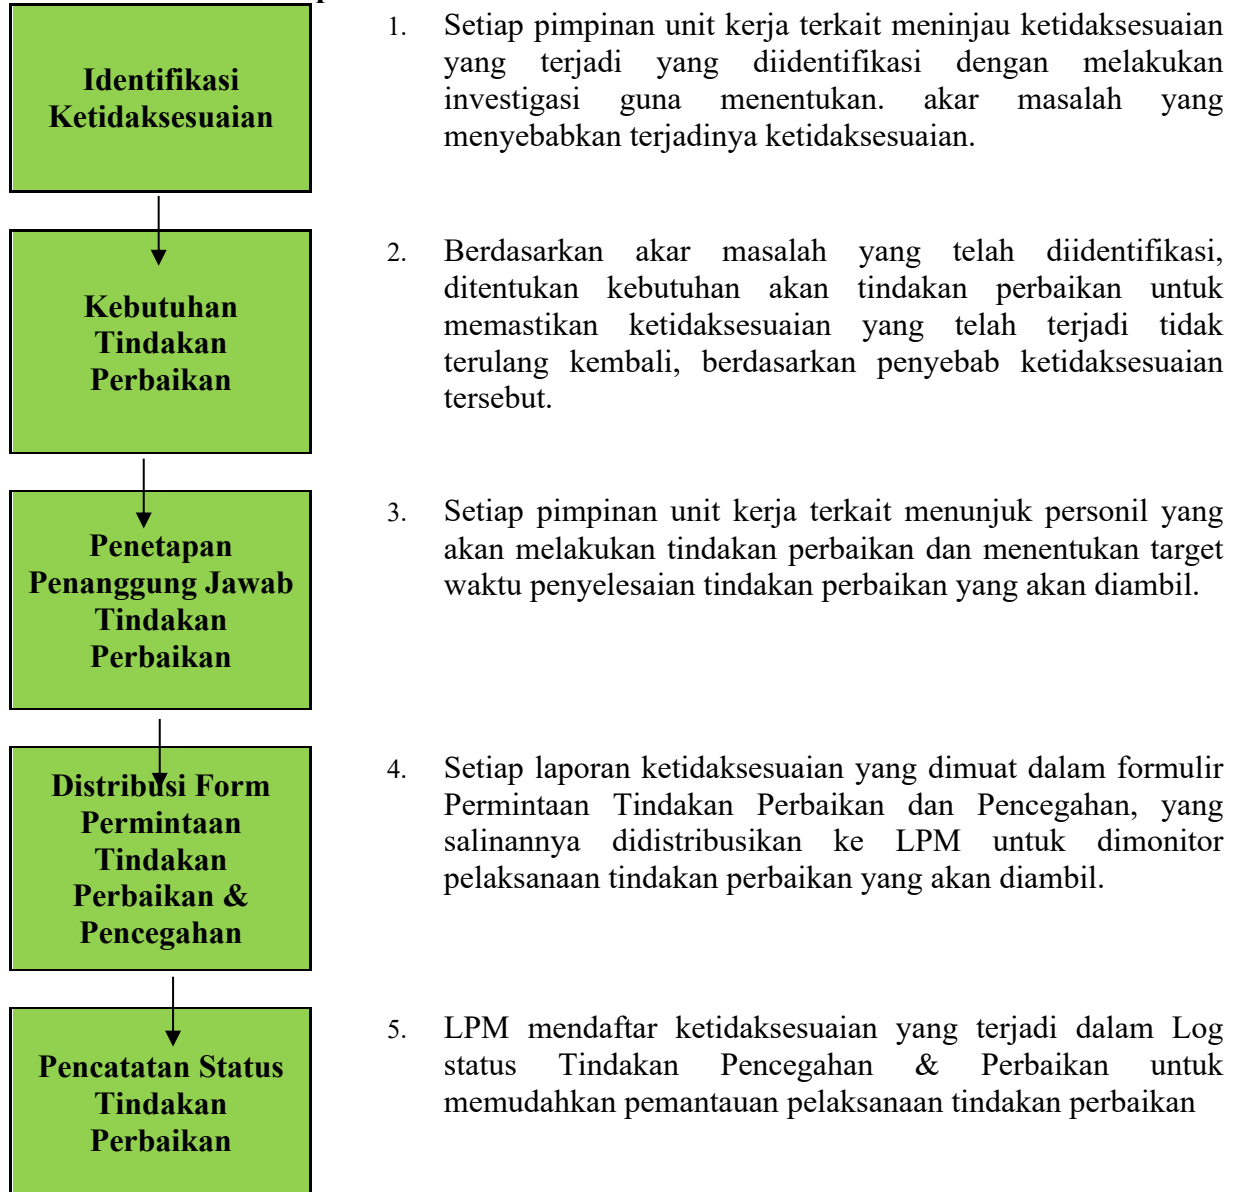 Identifikasi
Ketidaksesuaian
1. Setiap pimpinan unit kerja terkait meninjau ketidaksesuaian
yang terjadi yang diidentifikasi dengan melakukan
investigasi guna menentukan. akar masalah yang
menyebabkan terjadinya ketidaksesuaian.
Kebutuhan
Tindakan
Perbaikan
2. Berdasarkan akar masalah yang telah diidentifikasi,
ditentukan kebutuhan akan tindakan perbaikan untuk
memastikan ketidaksesuaian yang telah terjadi tidak
terulang kembali, berdasarkan penyebab ketidaksesuaian
tersebut.
Penetapan
Penanggung Jawab
Tindakan
Perbaikan
3. Setiap pimpinan unit kerja terkait menunjuk personil yang
akan melakukan tindakan perbaikan dan menentukan target
waktu penyelesaian tindakan perbaikan yang akan diambil.
Distribusi Form
Permintaan
Tindakan
Perbaikan &
Pencegahan
4. Setiap laporan ketidaksesuaian yang dimuat dalam formulir
Permintaan Tindakan Perbaikan dan Pencegahan, yang
salinannya didistribusikan ke LPM untuk dimonitor
pelaksanaan tindakan perbaikan yang akan diambil.
Pencatatan Status
Tindakan
Perbaikan
5. LPM mendaftar ketidaksesuaian yang terjadi dalam Log
status Tindakan Pencegahan & Perbaikan untuk
memudahkan pemantauan pelaksanaan tindakan perbaikan